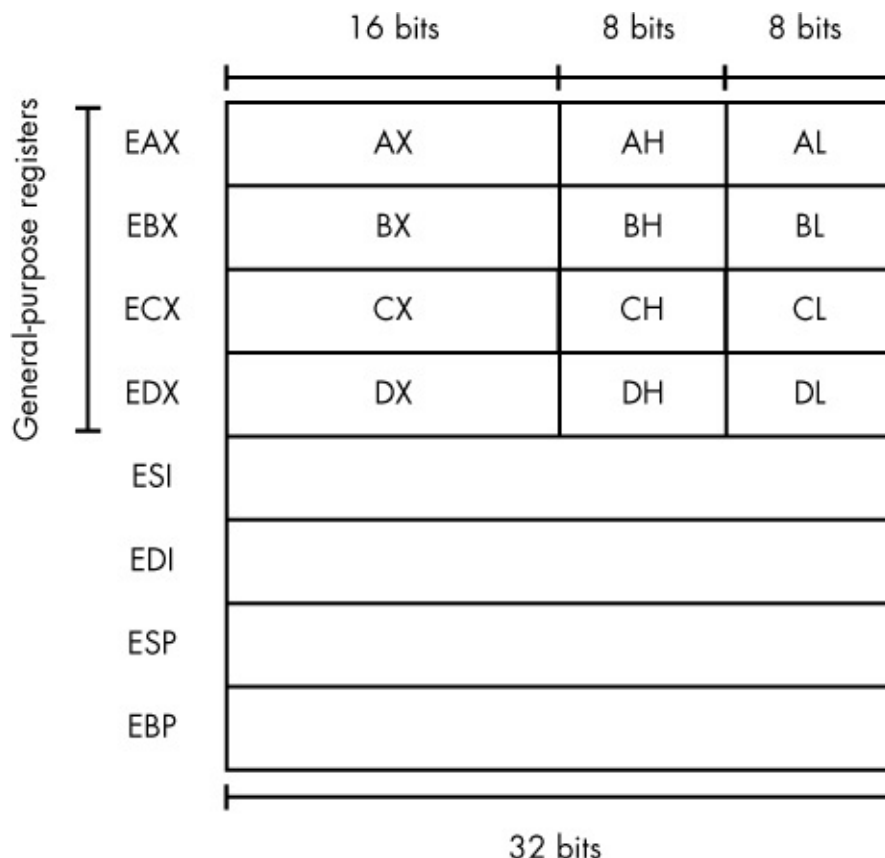 16 bits 8 bits 8 bits
General-purpose registers
EAX AX AH AL
EBX BX BH BL
ECX CX CH CL
EDX DX DH DL
ESI
EDI
ESP
EBP
32 bits